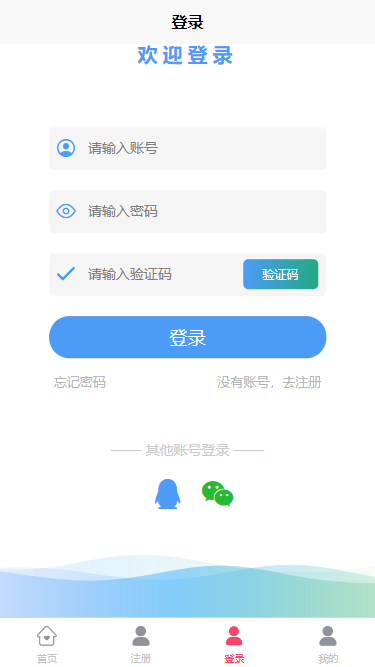 登录
欢迎登录
请输入账号
请输入密码
请输入验证码 验证码
登录
忘记密码 没有账号，去注册
其他账号登录
首页 注册 登录 我的